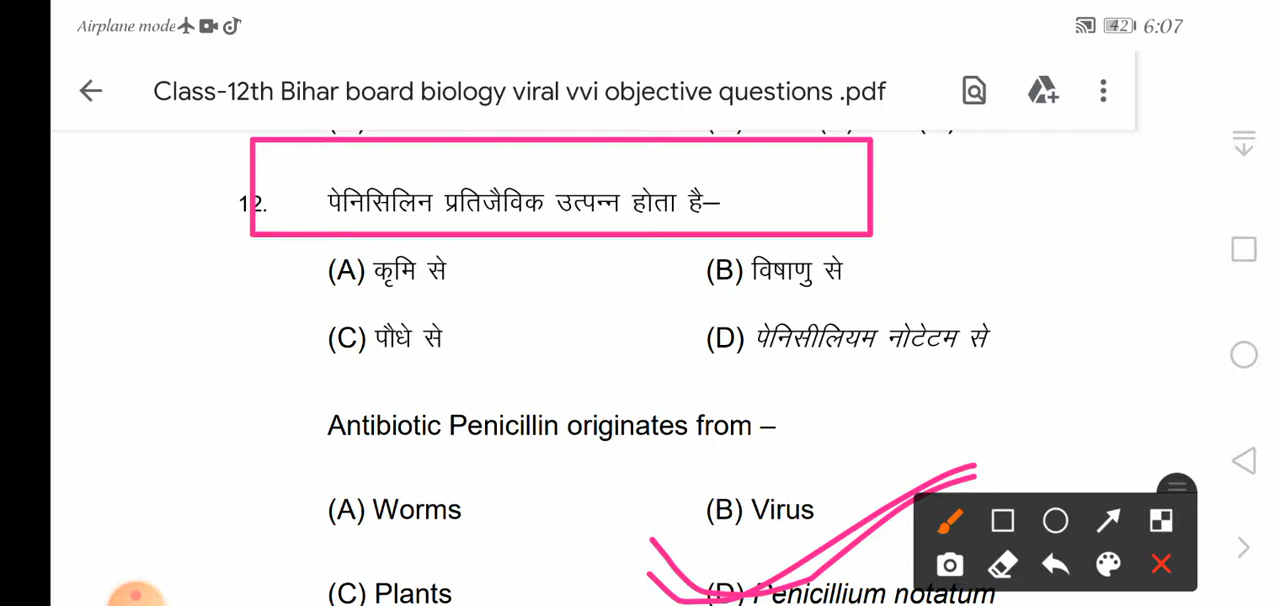 Airplane mode 42 6:07
Class-12th Bihar board biology viral vvi objective questions .pdf
12. पेनिसिलिन प्रतिजैविक उत्पन्न होता है–
(A) कृमि से (B) विषाणु से
(C) पौधे से (D) पेनिसीलियम नोटेटम से
Antibiotic Penicillin originates from –
(A) Worms (B) Virus
(C) Plants (D) Penicillium notatum